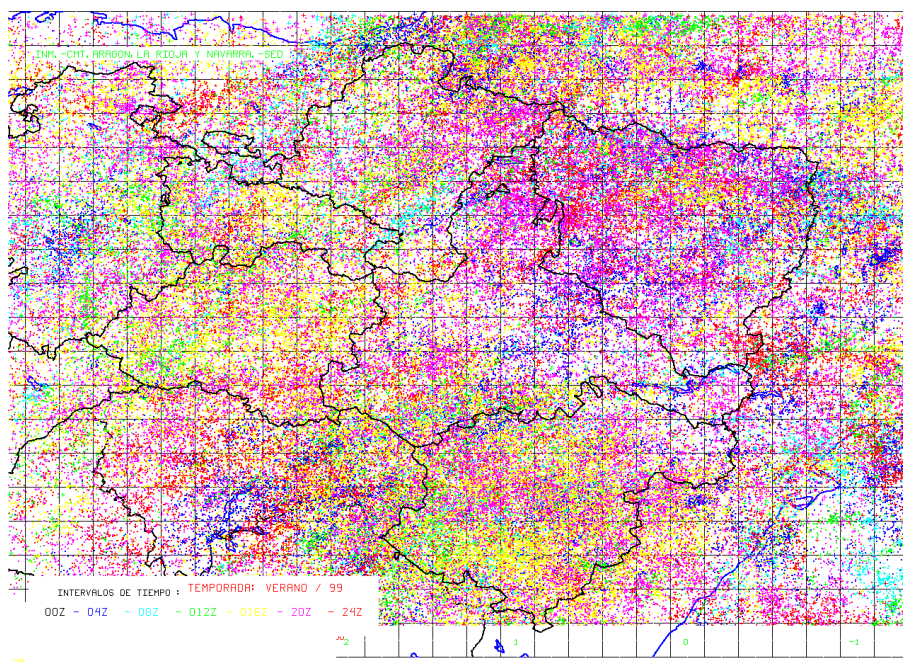 INM.-CMT.ARAGON,LA RIOJA Y NAVARRA.-SED
INTERVALOS DE TIEMPO : TEMPORADA: VERANO / 99
00Z - 04Z - 08Z - 012Z - 016Z - 20Z - 24Z
2 1 0 -1